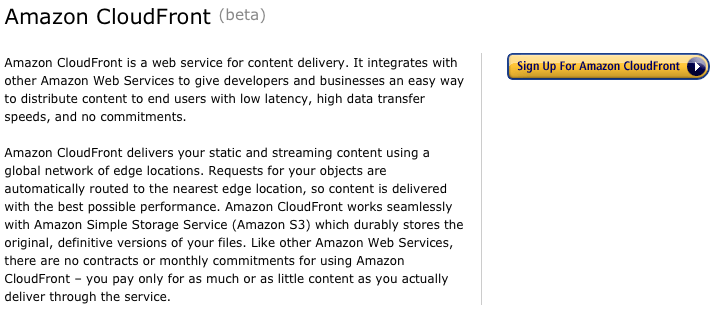 Amazon CloudFront (beta)
Amazon CloudFront is a web service for content delivery. It integrates with
other Amazon Web Services to give developers and businesses an easy way
to distribute content to end users with low latency, high data transfer
speeds, and no commitments.
Amazon CloudFront delivers your static and streaming content using a
global network of edge locations. Requests for your objects are
automatically routed to the nearest edge location, so content is delivered
with the best possible performance. Amazon CloudFront works seamlessly
with Amazon Simple Storage Service (Amazon S3) which durably stores the
original, definitive versions of your files. Like other Amazon Web Services,
there are no contracts or monthly commitments for using Amazon
CloudFront – you pay only for as much or as little content as you actually
deliver through the service.
Sign Up For Amazon CloudFront